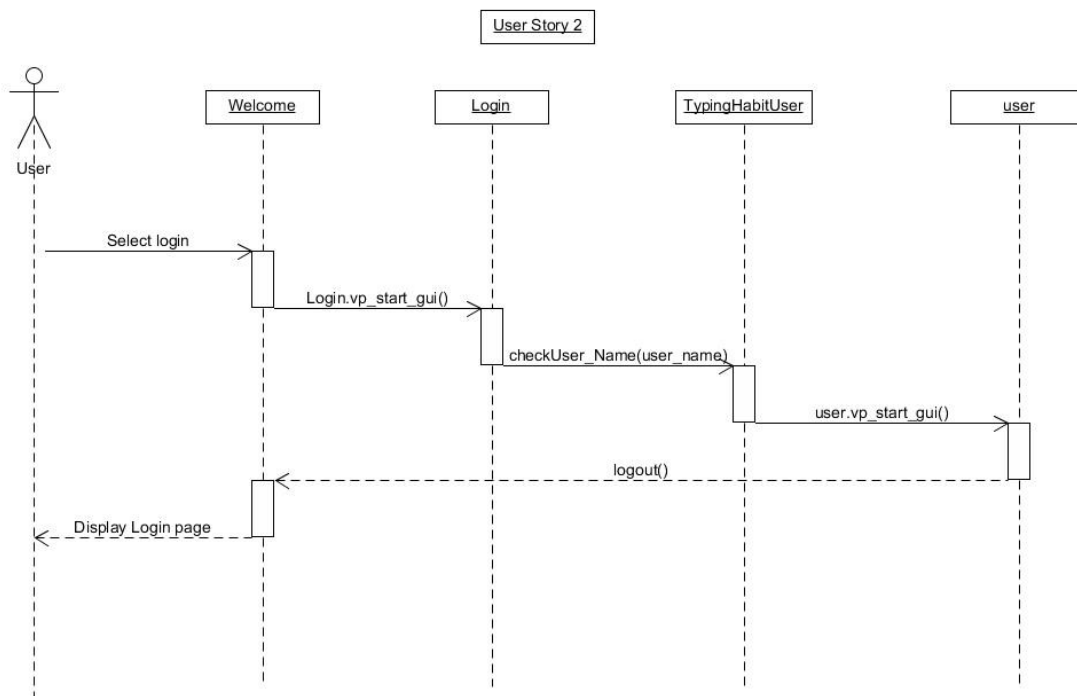 User Story 2
Welcome
Login
TypingHabitUser
user
User
Select login
Login.vp_start_gui()
checkUser_Name(user_name)
user.vp_start_gui()
logout()
Display Login page